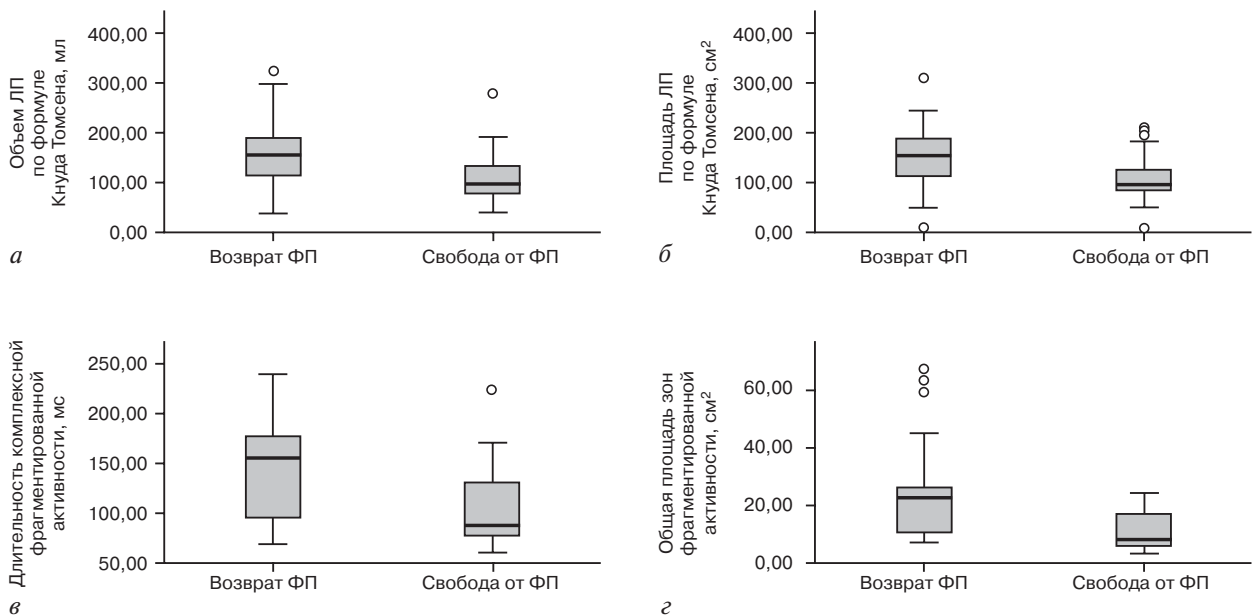 400,00
300,00
200,00
100,00
0,00
Объем ЛП
по формуле
Кнуда Томсена, мл
Возврат ФП
Свобода от ФП
а
400,00
300,00
200,00
100,00
0,00
Площадь ЛП
по формуле
Кнуда Томсена, см²
Возврат ФП
Свобода от ФП
б
250,00
200,00
150,00
100,00
50,00
Длительность комплексной
фрагментированной
активности, мс
Возврат ФП
Свобода от ФП
в
60,00
40,00
20,00
0,00
Общая площадь зон
фрагментированной
активности, см²
Возврат ФП
Свобода от ФП
г